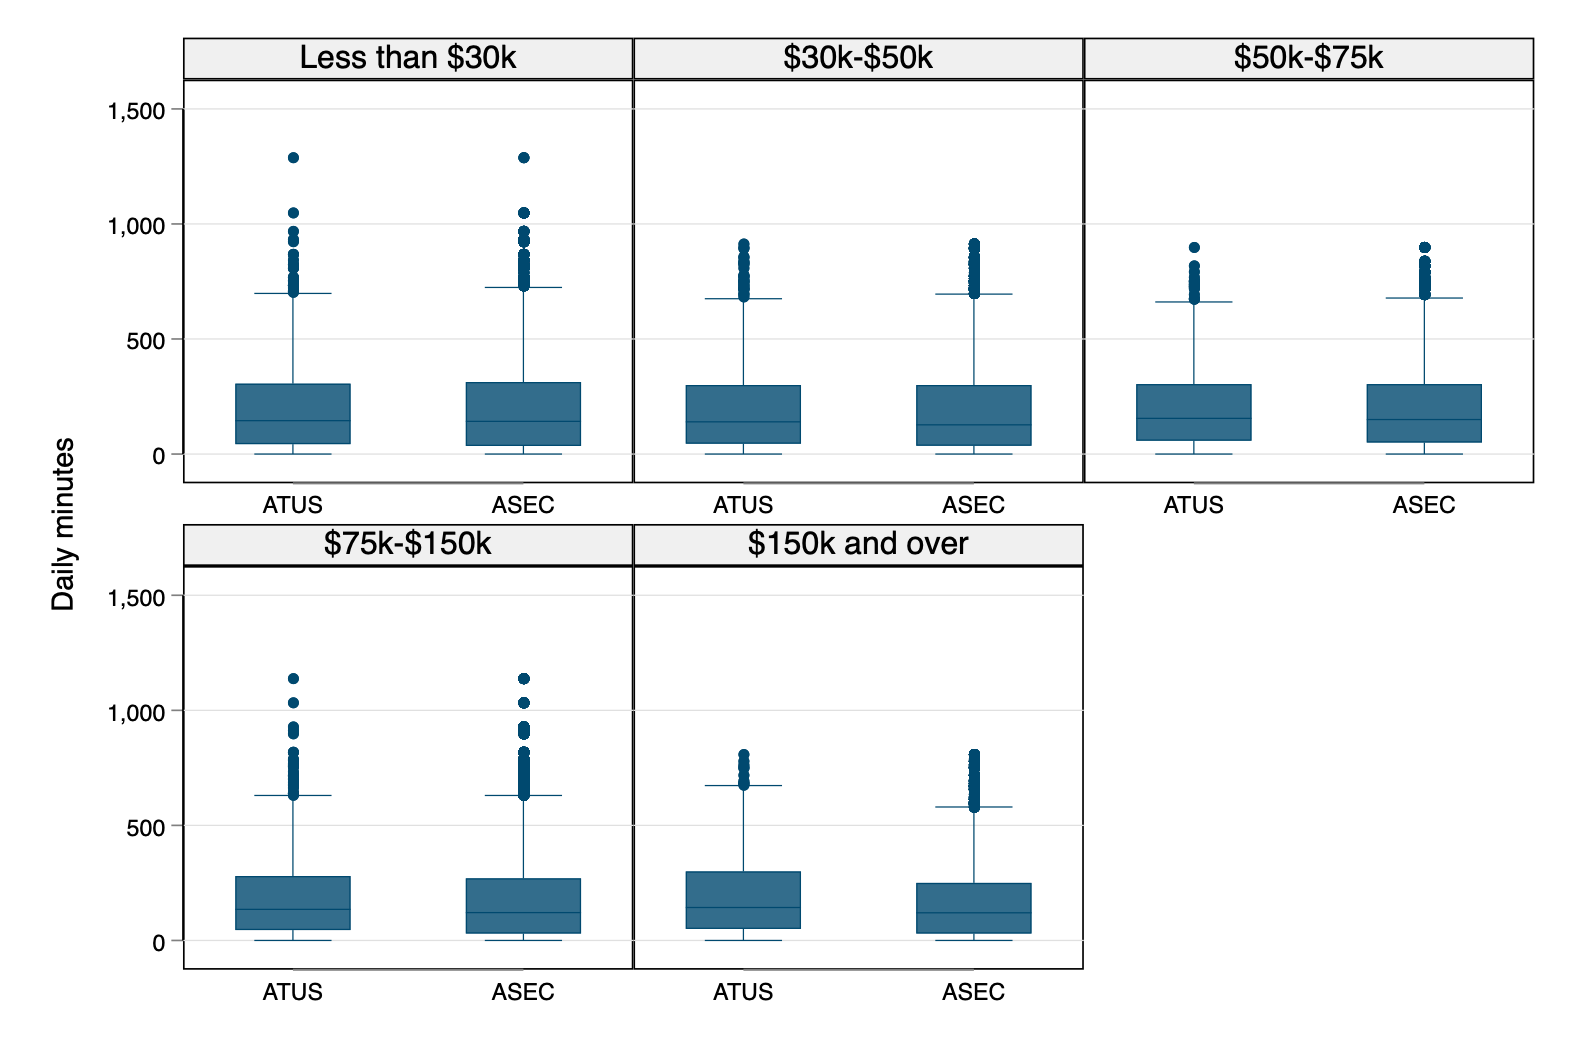 Less than $30k
$30k-$50k
$50k-$75k
1,500
1,000
500
0
ATUS
ASEC
ATUS
ASEC
ATUS
ASEC
$75k-$150k
$150k and over
1,500
1,000
500
0
ATUS
ASEC
ATUS
ASEC
Daily minutes